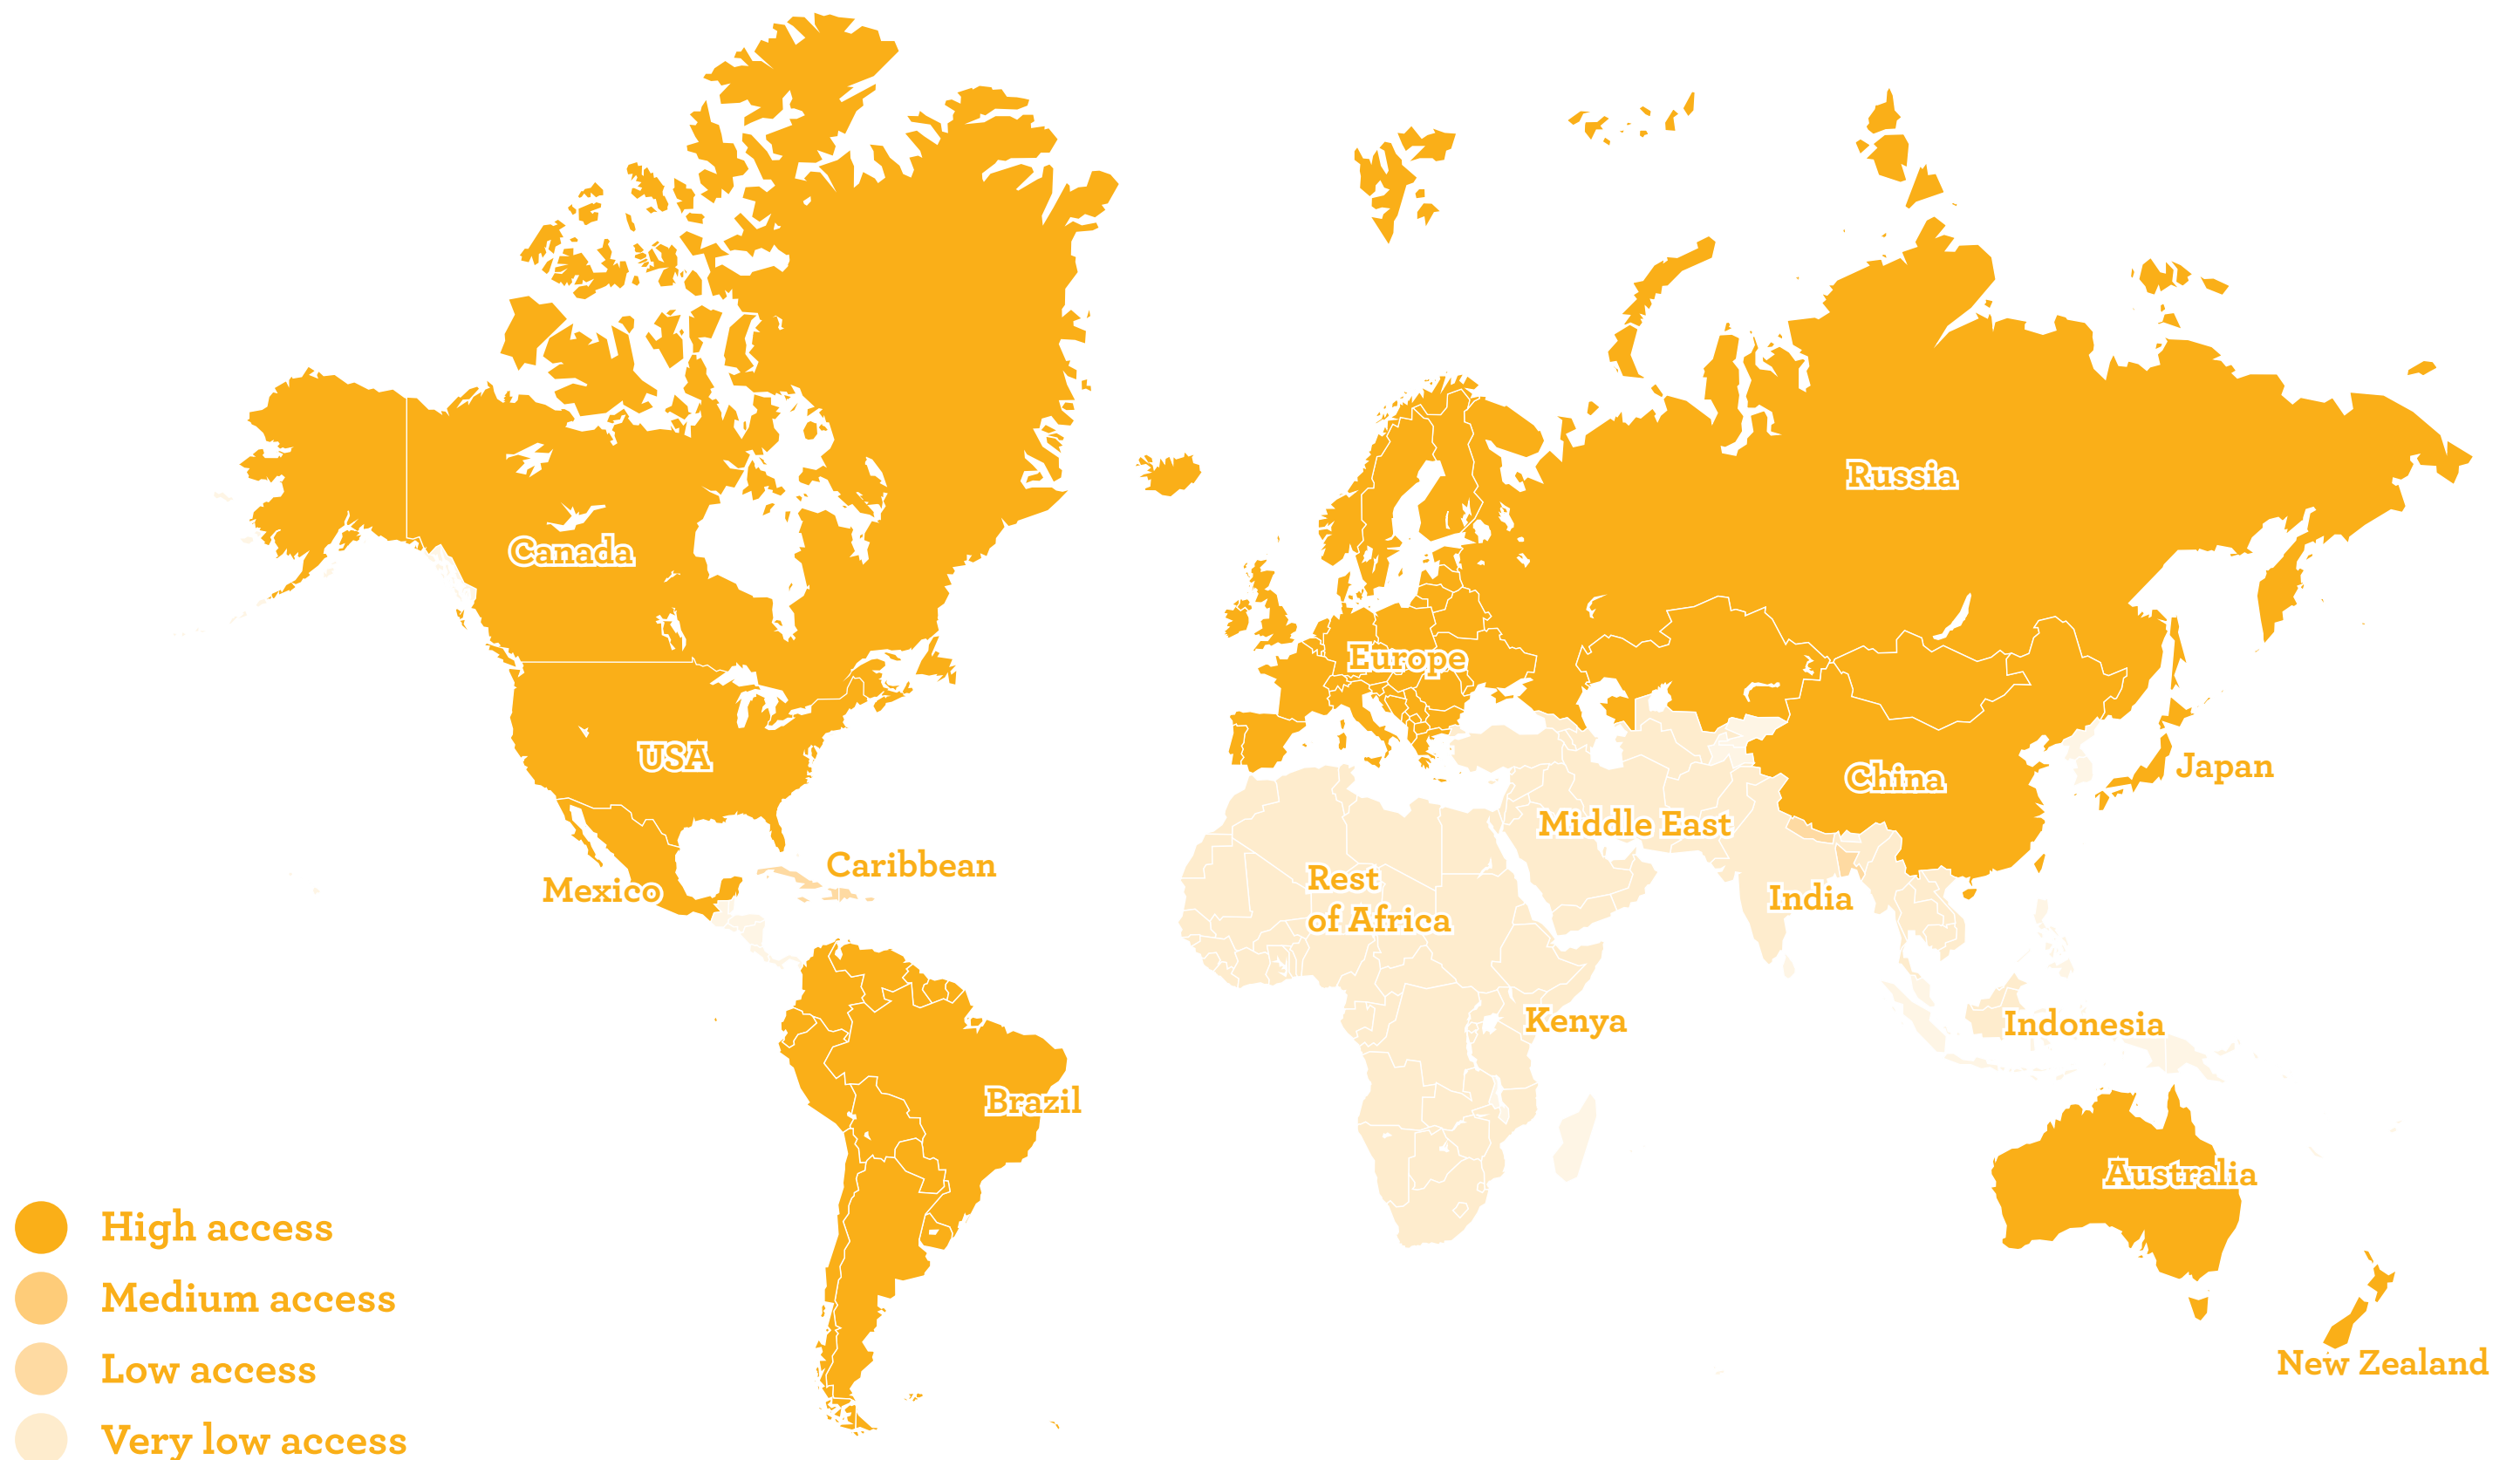 Russia
Canada
Europe
USA
Japan
China
Middle East
Caribbean
Rest
of Africa
Mexico
India
Kenya
Indonesia
Brazil
Australia
High access
Medium access
Low access
New Zealand
Very low access